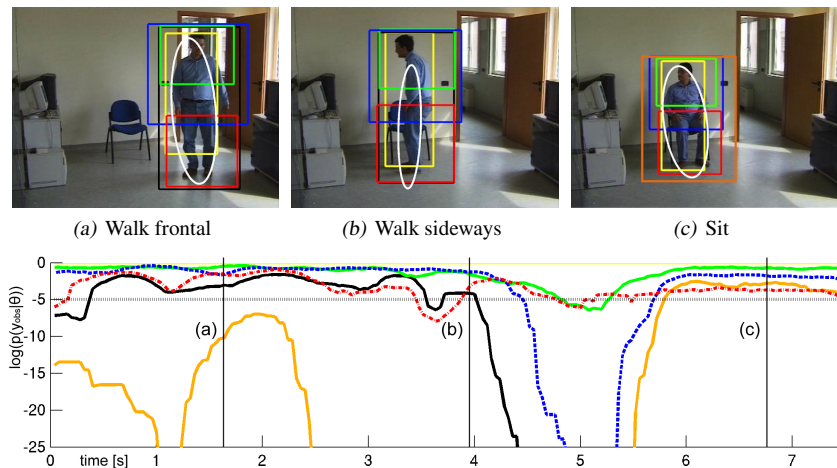 (a) Walk frontal
(b) Walk sideways
(c) Sit
log(p(y_obs|θ))
0
-5
-10
-15
-20
-25
(a)
(b)
(c)
0 time [s] 1 2 3 4 5 6 7